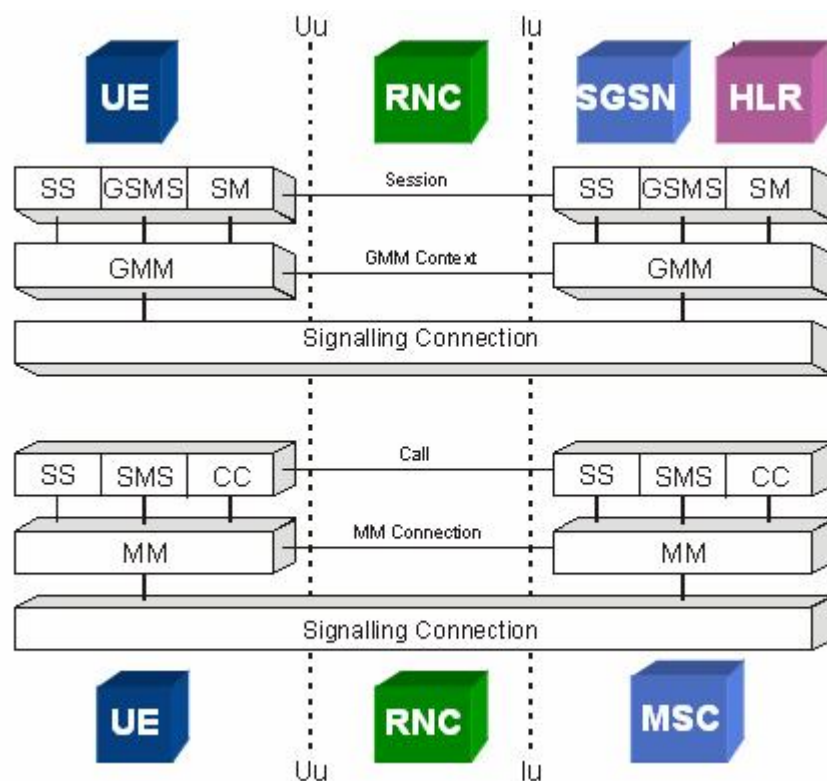 Uu Iu
UE RNC SGSN HLR
SS GSMS SM Session SS GSMS SM
GMM GMM Context GMM
Signalling Connection
SS SMS CC Call SS SMS CC
MM MM Connection MM
Signalling Connection
UE RNC MSC
Uu Iu